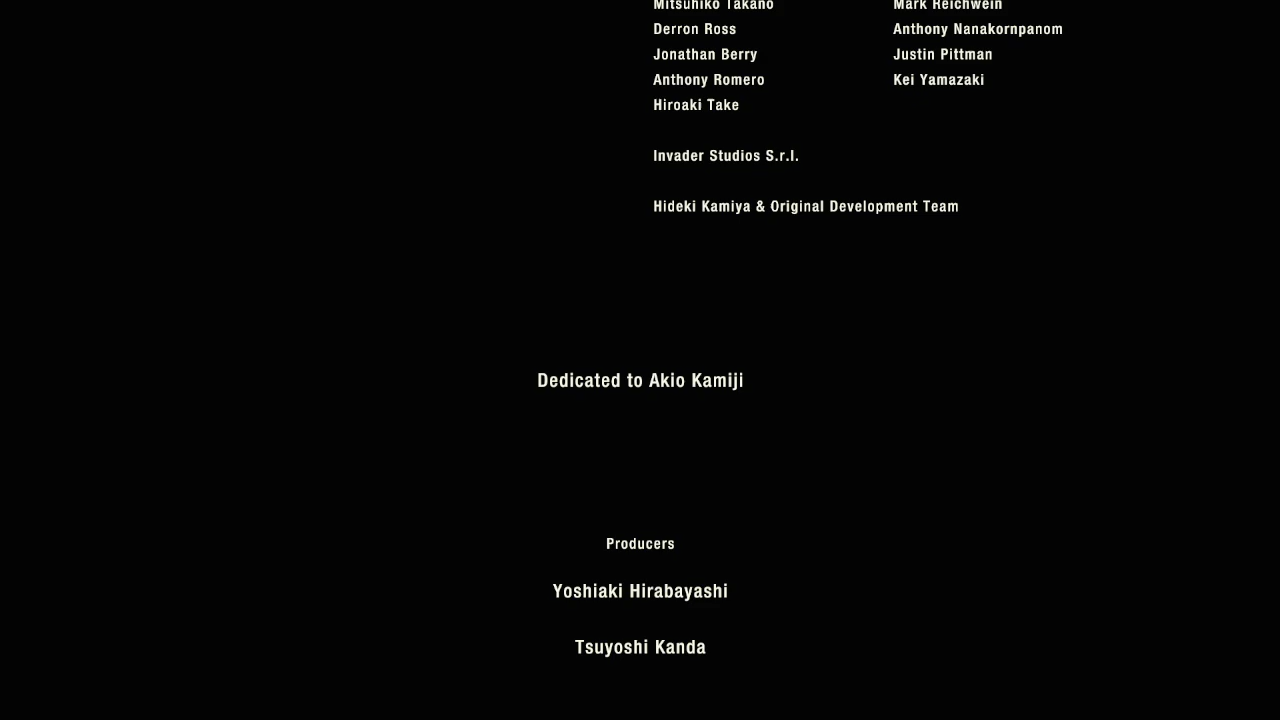 Mitsuhiko Takano Mark Reichwein
Derron Ross Anthony Nanakornpanom
Jonathan Berry Justin Pittman
Anthony Romero Kei Yamazaki
Hiroaki Take
Invader Studios S.r.l.
Hideki Kamiya & Original Development Team
Dedicated to Akio Kamiji
Producers
Yoshiaki Hirabayashi
Tsuyoshi Kanda